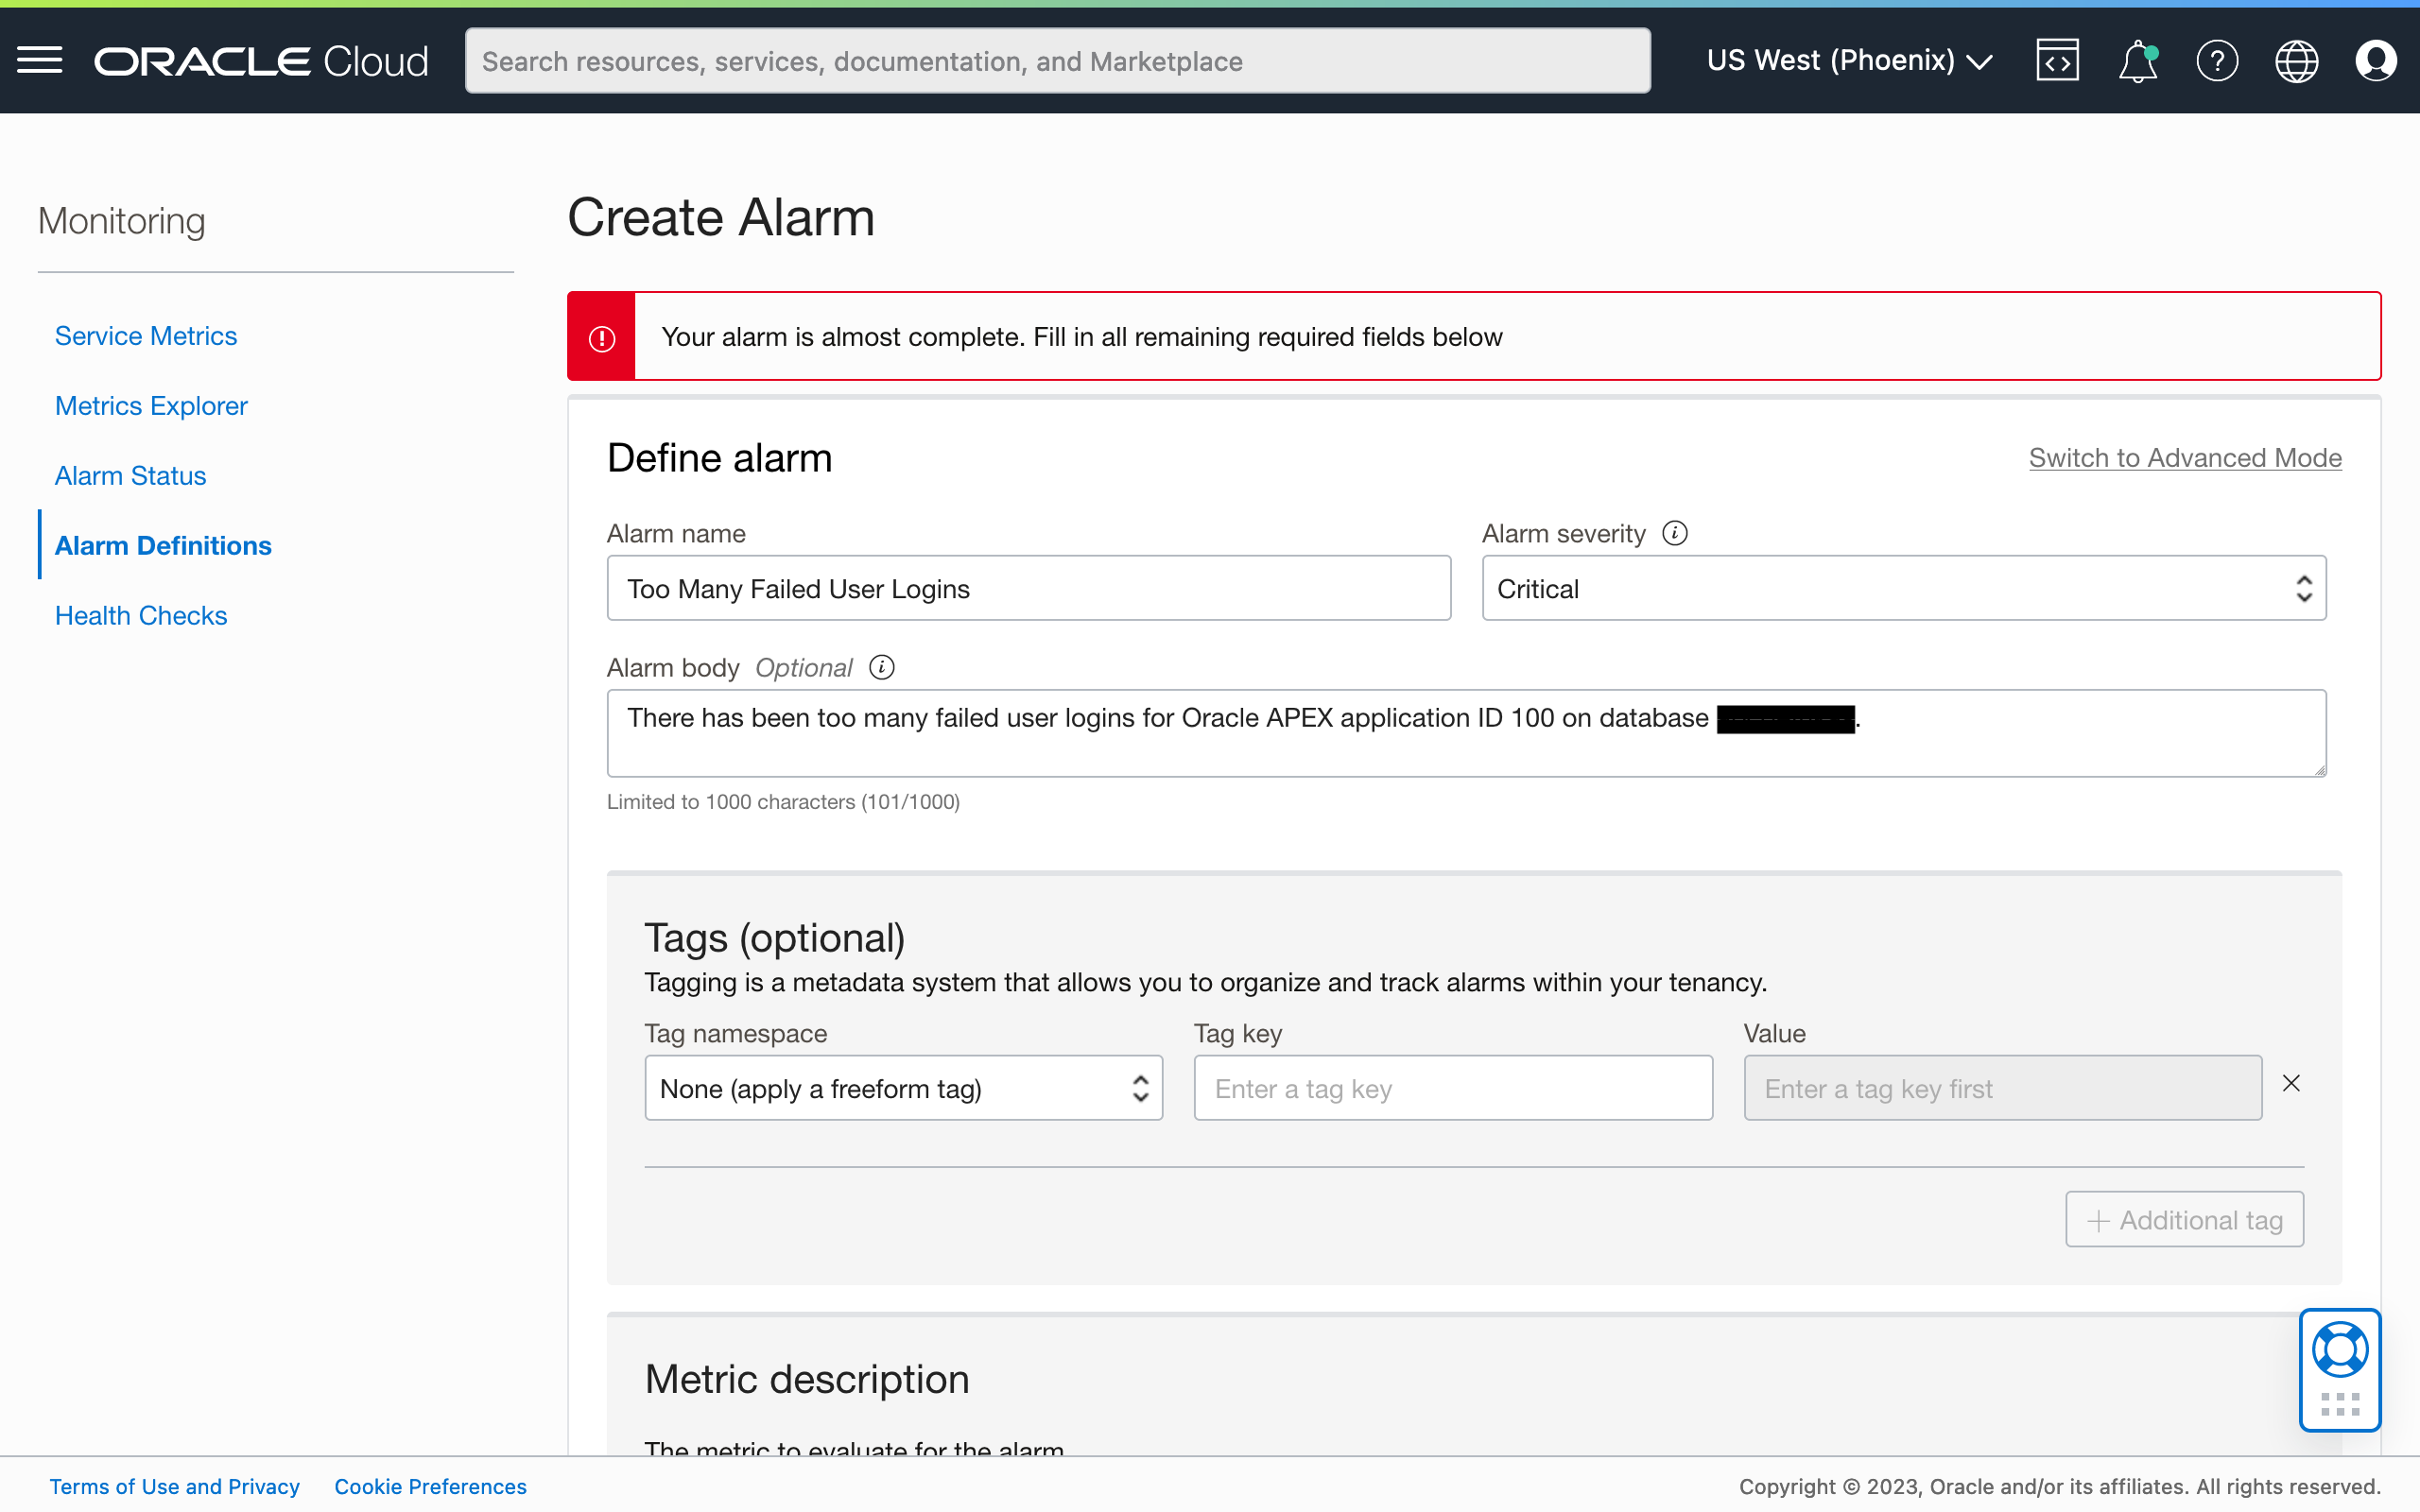 ORACLE Cloud
Search resources, services, documentation, and Marketplace
US West (Phoenix)
Monitoring
Service Metrics
Metrics Explorer
Alarm Status
Alarm Definitions
Health Checks
Create Alarm
Your alarm is almost complete. Fill in all remaining required fields below
Define alarm
Switch to Advanced Mode
Alarm name
Alarm severity
Too Many Failed User Logins
Critical
Alarm body Optional
There has been too many failed user logins for Oracle APEX application ID 100 on database .
Limited to 1000 characters (101/1000)
Tags (optional)
Tagging is a metadata system that allows you to organize and track alarms within your tenancy.
Tag namespace
Tag key
Value
None (apply a freeform tag)
Enter a tag key
Enter a tag key first
+ Additional tag
Metric description
The metric to evaluate for the alarm
Terms of Use and Privacy
Cookie Preferences
Copyright © 2023, Oracle and/or its affiliates. All rights reserved.